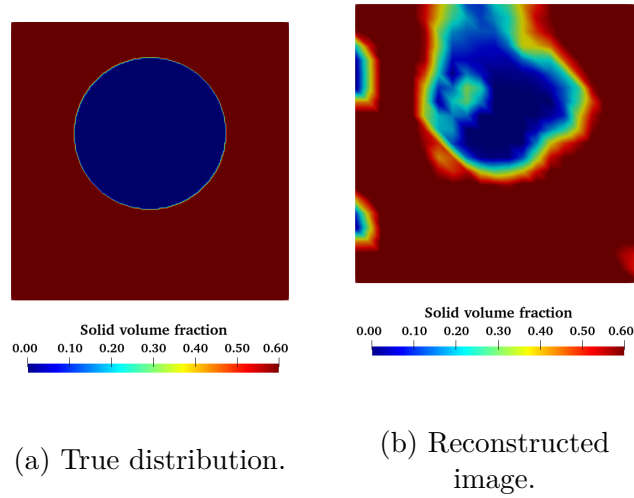 Solid volume fraction
0.00 0.10 0.20 0.30 0.40 0.50 0.60
(a) True distribution.
Solid volume fraction
0.00 0.10 0.20 0.30 0.40 0.50 0.60
(b) Reconstructed
image.